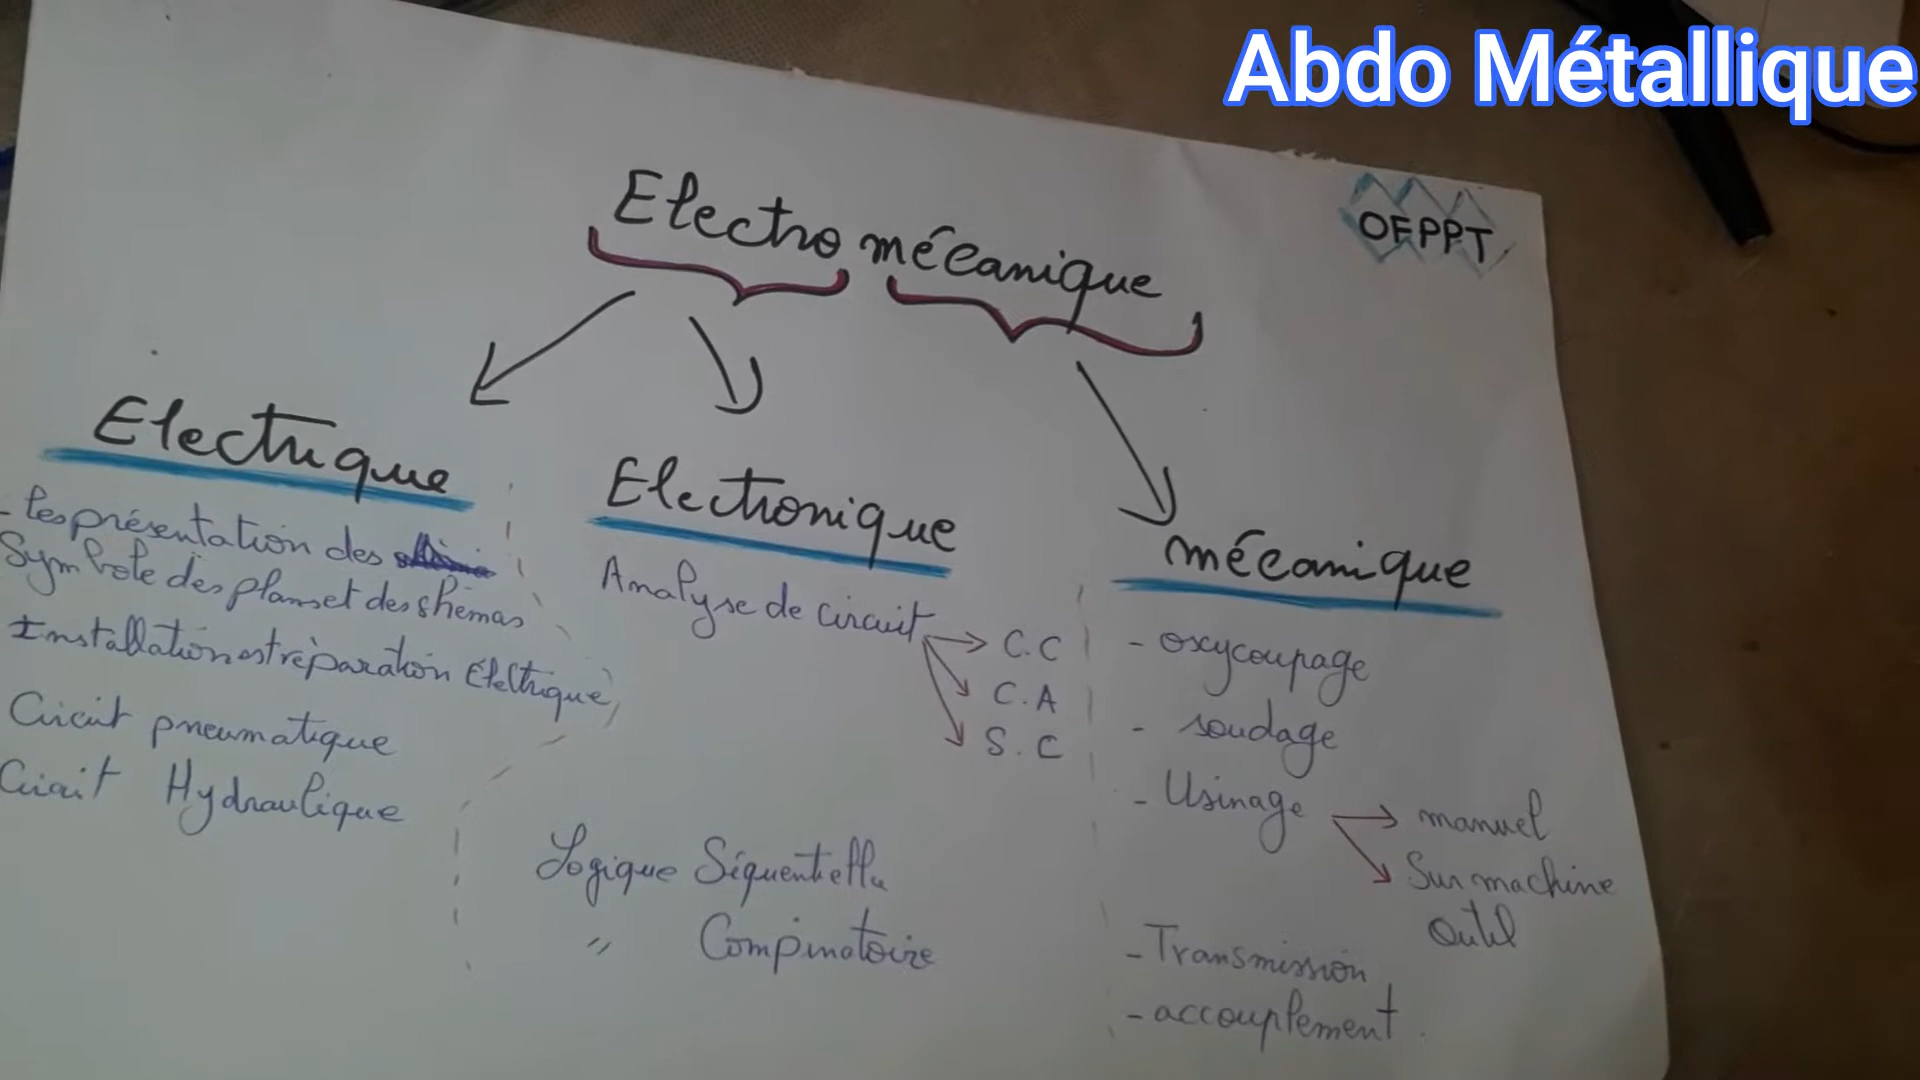 Abdo Métallique
OFPPT
Electro mécanique
Electrique
- les présentation des
Symbole des plans et des shémas
Installation et réparation Electrique
Circuit pneumatique
Circuit Hydraulique
Electronique
Analyse de circuit
C.C
C.A
S.C
Logique Séquentielle
" Compinatoire
mécanique
- oxycoupage
- soudage
- Usinage
manuel
Sur machine
Outil
- Transmission
- accouplement.